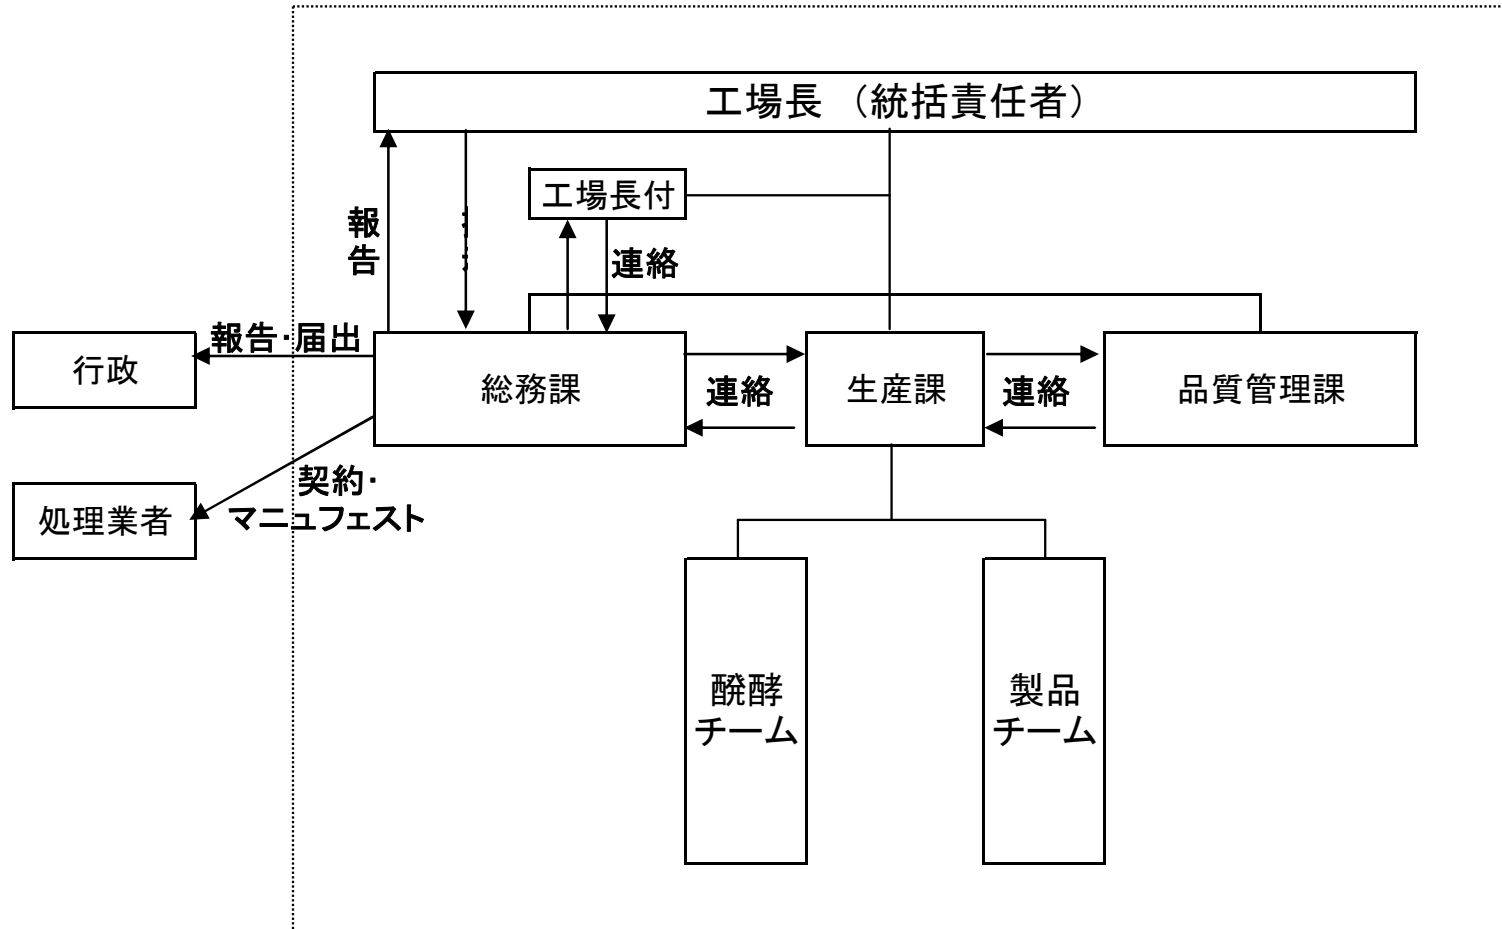 工場長 （統括責任者）
工場長付
報
告
連絡
報告・届出
行政
総務課
連絡
生産課
連絡
品質管理課
契約・
マニュフェスト
処理業者
醗酵
チーム
製品
チーム